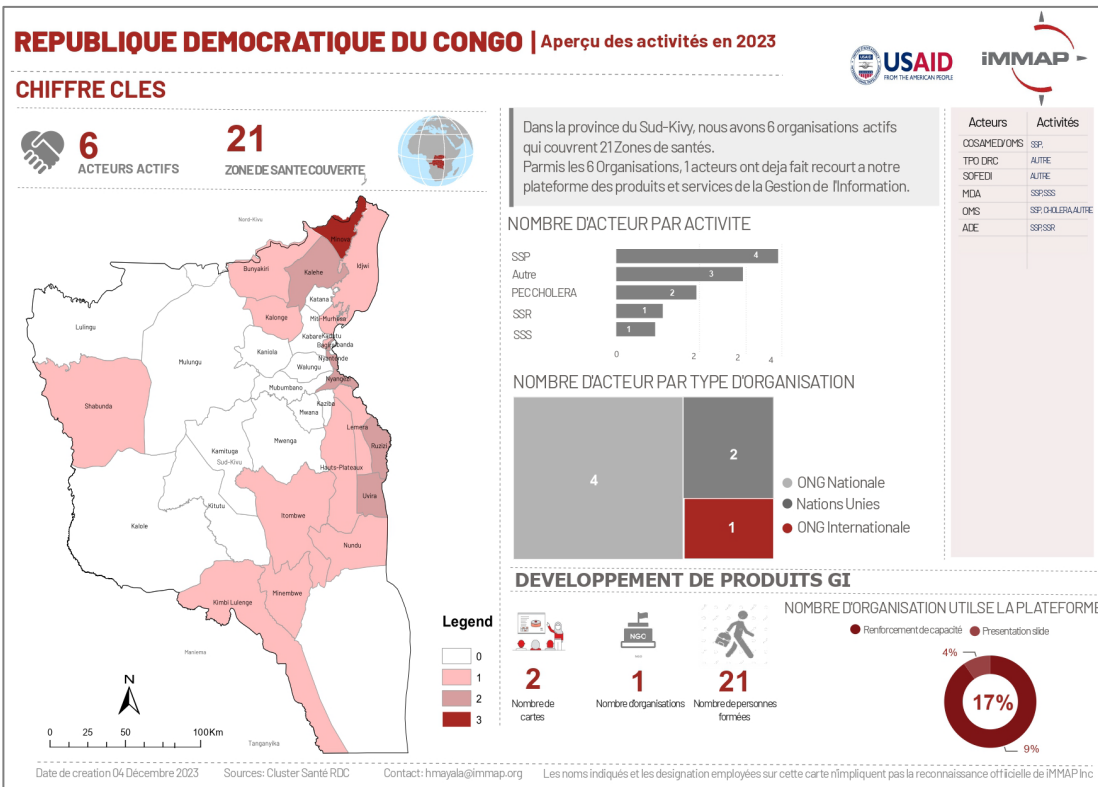 REPUBLIQUE DEMOCRATIQUE DU CONGO | Aperçu des activités en 2023
USAID
FROM THE AMERICAN PEOPLE
iMMAP
CHIFFRE CLES
6
ACTEURS ACTIFS
21
ZONE DE SANTE COUVERTE
Dans la province du Sud-Kivy, nous avons 6 organisations actifs
qui couvrent 21 Zones de santés.
Parmis les 6 Organisations, 1 acteurs ont deja fait recourt a notre
plateforme des produits et services de la Gestion de l'Information.
Acteurs Activités
COSAMED/OMS SSP,
TPO DRC AUTRE
SOFEDI AUTRE
MDA SSP,SSS
OMS SSP, CHOLERA,AUTRE
ADE SSP,SSR
Nord-Kivu
Minova
Bunyakiri
Kalehe
Idjwi
Katana
Kalonge
Miti-Murhesa
Lulingu
Kabare
Kadutu
Ibanda
Kaniola
Nyantende
Mulungu
Walungu
Nyangezi
Mubumbano
Kaziba
Shabunda
Mwana
Lemera
Mwenga
Ruzizi
Kamituga
Sud-Kivu
Hauts-Plateaux
Uvira
Kitutu
Itombwe
Kalole
Nundu
Minembwe
Kimbi Lulenge
Maniema
Tanganyika
N
0 25 50 100Km
Legend
0
1
2
3
NOMBRE D'ACTEUR PAR ACTIVITE
SSP 4
Autre 3
PEC CHOLERA 2
SSR 1
SSS 1
0 2 2 4
NOMBRE D'ACTEUR PAR TYPE D'ORGANISATION
4
2
1
ONG Nationale
Nations Unies
ONG Internationale
DEVELOPPEMENT DE PRODUITS GI
2
Nombre de
cartes
NGO
1
Nombre d'organisations
21
Nombre de personnes
formées
NOMBRE D'ORGANISATION UTILSE LA PLATEFORME
Renforcement de capacité Presentation slide
4%
17%
9%
Date de creation 04 Décembre 2023 Sources: Cluster Santé RDC Contact: hmayala@immap.org Les noms indiqués et les designation employées sur cette carte n'impliquent pas la reconnaissance officielle de iMMAP Inc